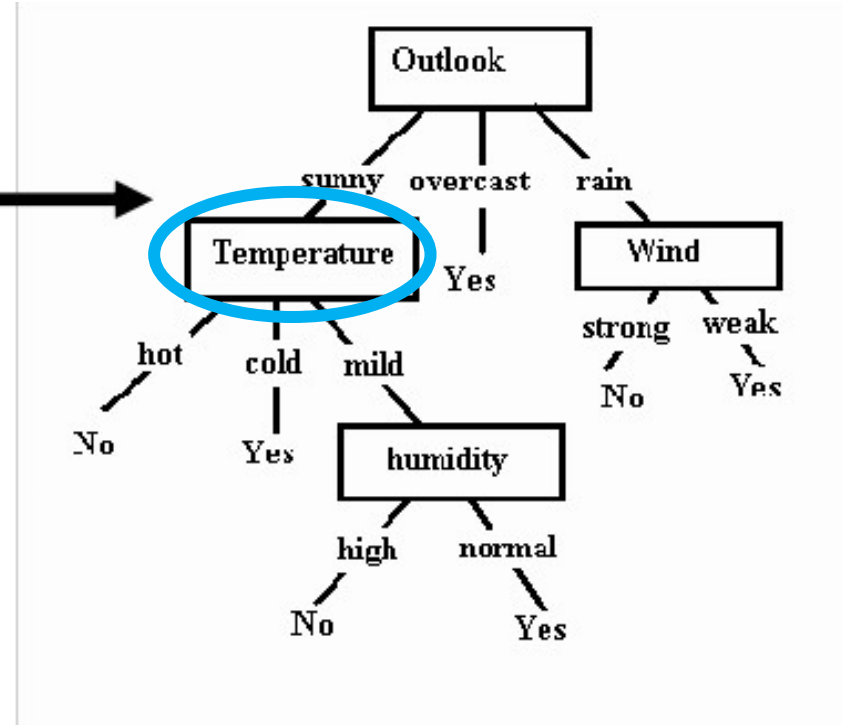 Outlook
sunny overcast rain
Temperature
Yes
Wind
hot cold mild
strong weak
No
Yes
No
Yes
humidity
high normal
No
Yes